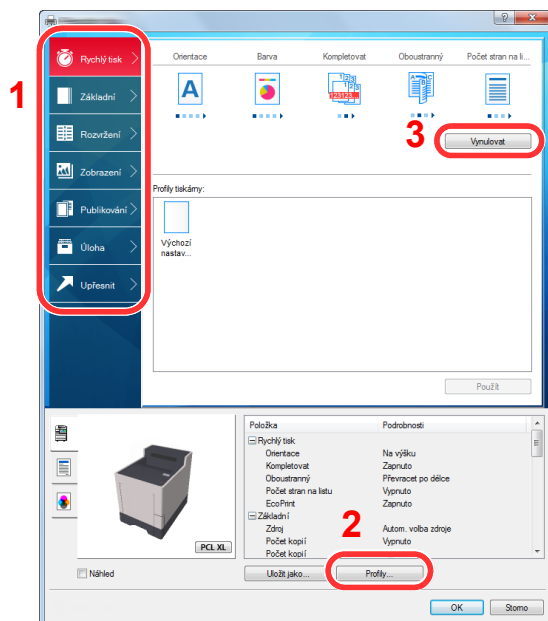 Rychlý tisk
Základní
Rozvržení
Zobrazení
Publikování
Úloha
Upřesnit
1
Orientace Barva Kompletovat Oboustranný Počet stran na li...
A 123 123123... A B C
3
Vynulovat
Profily tiskárny:
Výchozí
nastav...
Použít
Položka Podrobnosti
Rychlý tisk
Orientace Na výšku
Kompletovat Zapnuto
Oboustranný Převracet po délce
Počet stran na listu Vypnuto
EcoPrint Zapnuto
Základní
Zdroj Autom. volba zdroje
Počet kopií Vypnuto
Počet kopií
2
PCL XL
Náhled
Uložit jako... Profily...
OK Storno